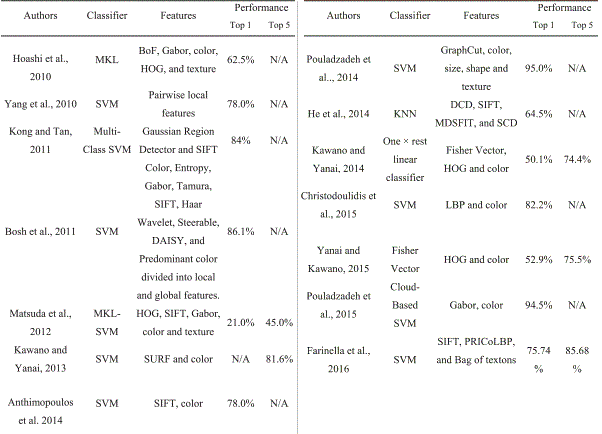 Authors Classifier Features Performance
Top 1 Top 5
Hoashi et al., 2010 MKL BoF, Gabor, color, HOG, and texture 62.5% N/A
Yang et al., 2010 SVM Pairwise local features 78.0% N/A
Kong and Tan, 2011 Multi-Class SVM Gaussian Region Detector and SIFT 84% N/A
Bosh et al., 2011 SVM Color, Entropy, Gabor, Tamura, SIFT, Haar Wavelet, Steerable, DAISY, and Predominant color divided into local and global features. 86.1% N/A
Matsuda et al., 2012 MKL-SVM HOG, SIFT, Gabor, color and texture 21.0% 45.0%
Kawano and Yanai, 2013 SVM SURF and color N/A 81.6%
Anthimopoulos et al. 2014 SVM SIFT, color 78.0% N/A
Authors Classifier Features Performance
Top 1 Top 5
Pouladzadeh et al.., 2014 SVM GraphCut, color, size, shape and texture 95.0% N/A
He et al., 2014 KNN DCD, SIFT, MDSFIT, and SCD 64.5% N/A
Kawano and Yanai, 2014 One × rest linear classifier Fisher Vector, HOG and color 50.1% 74.4%
Christodoulidis et al., 2015 SVM LBP and color 82.2% N/A
Yanai and Kawano, 2015 Fisher Vector HOG and color 52.9% 75.5%
Pouladzadeh et al., 2015 Cloud-Based SVM Gabor, color 94.5% N/A
Farinella et al., 2016 SVM SIFT, PRICoLBP, and Bag of textons 75.74 % 85.68 %